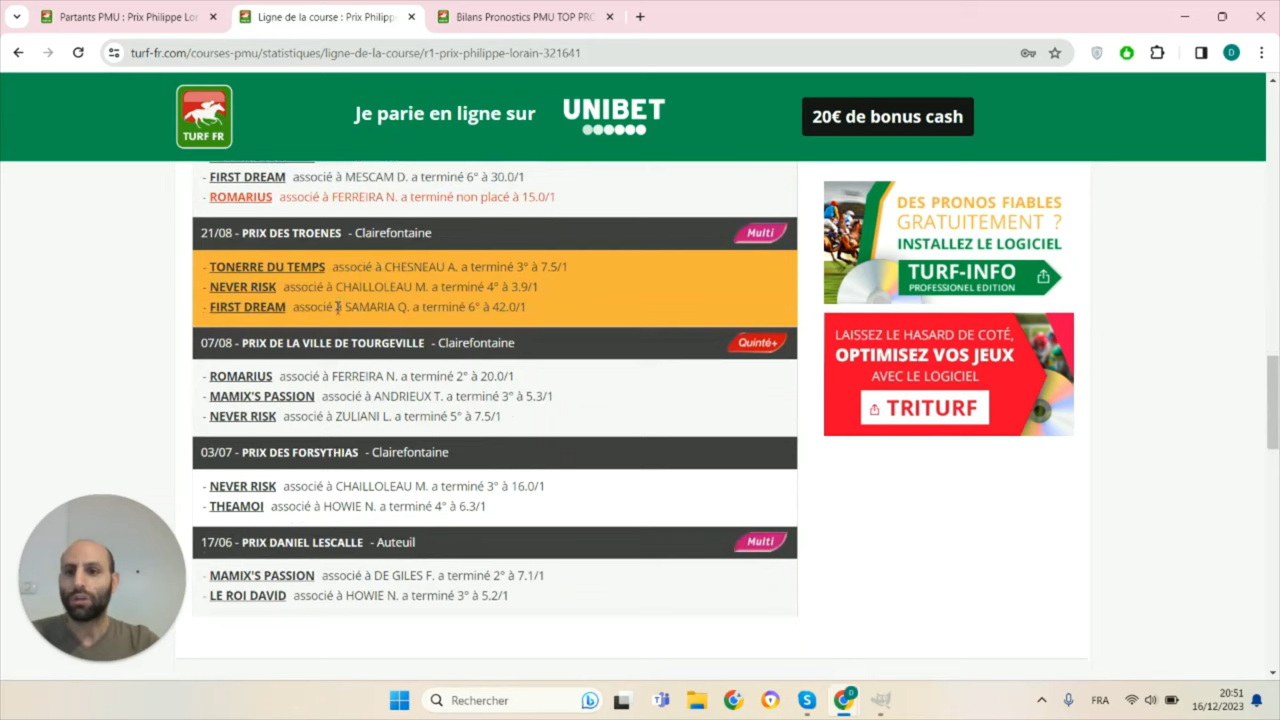 Partants PMU : Prix Philippe Lo
Ligne de la course : Prix Philipp
Bilans Pronostics PMU TOP PRO
turf-fr.com/courses-pmu/statistiques/ligne-de-la-course/r1-prix-philippe-lorain-321641
D
TURF FR
Je parie en ligne sur
UNIBET
20€ de bonus cash
- FIRST DREAM associé à MESCAM D. a terminé 6° à 30.0/1
- ROMARIUS associé à FERREIRA N. a terminé non placé à 15.0/1
21/08 - PRIX DES TROENES - Clairefontaine
Multi
- TONERRE DU TEMPS associé à CHESNEAU A. a terminé 3° à 7.5/1
- NEVER RISK associé à CHAILLOLEAU M. a terminé 4° à 3.9/1
- FIRST DREAM associé à SAMARIA Q. a terminé 6° à 42.0/1
07/08 - PRIX DE LA VILLE DE TOURGEVILLE - Clairefontaine
Quinté+
- ROMARIUS associé à FERREIRA N. a terminé 2° à 20.0/1
- MAMIX'S PASSION associé à ANDRIEUX T. a terminé 3° à 5.3/1
- NEVER RISK associé à ZULIANI L. a terminé 5° à 7.5/1
03/07 - PRIX DES FORSYTHIAS - Clairefontaine
- NEVER RISK associé à CHAILLOLEAU M. a terminé 3° à 16.0/1
- THEAMOI associé à HOWIE N. a terminé 4° à 6.3/1
17/06 - PRIX DANIEL LESCALLE - Auteuil
Multi
- MAMIX'S PASSION associé à DE GILES F. a terminé 2° à 7.1/1
- LE ROI DAVID associé à HOWIE N. a terminé 3° à 5.2/1
DES PRONOS FIABLES
GRATUITEMENT ?
INSTALLEZ LE LOGICIEL
TURF-INFO
PROFESIONEL EDITION
LAISSEZ LE HASARD DE COTÉ,
OPTIMISEZ VOS JEUX
AVEC LE LOGICIEL
TRITURF
Rechercher
FRA
20:51
16/12/2023